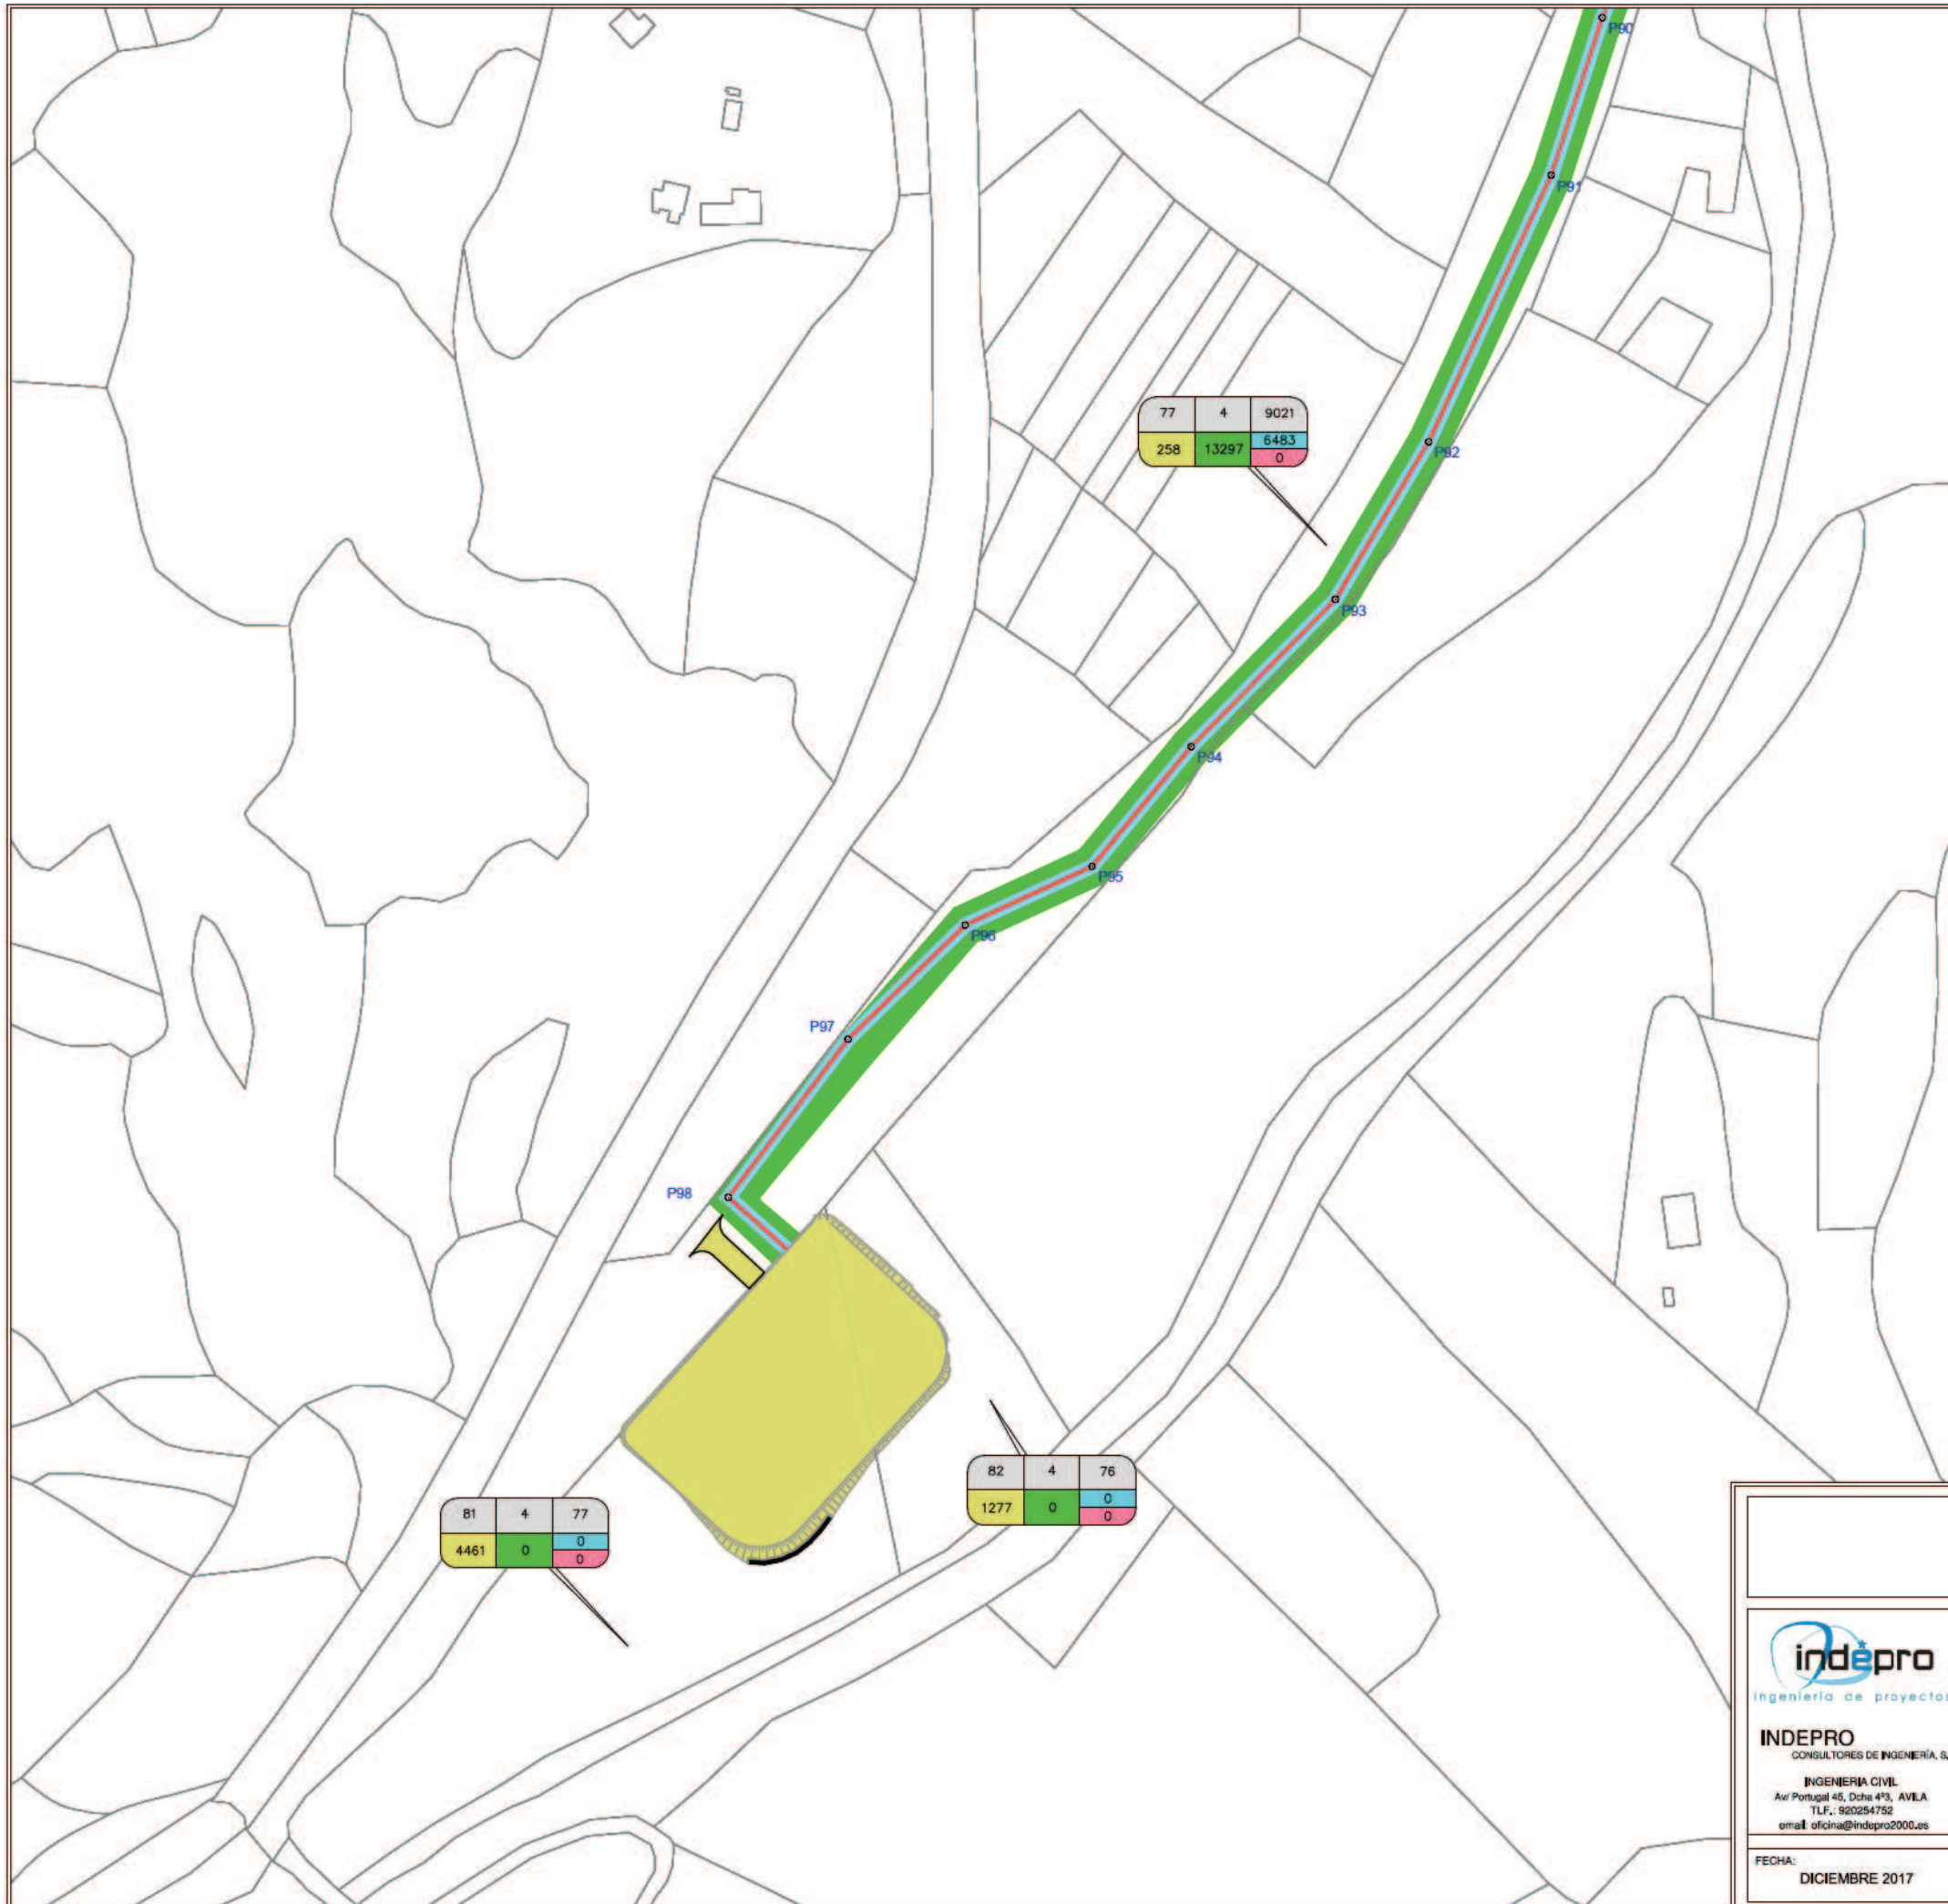 P90
P91
77 4 9021
258 13297 6483
0
P92
P93
P94
P95
P96
P97
P98
82 4 76
1277 0 0
0
81 4 77
4461 0 0
0
indepro
ingeniería de proyectos
INDEPRO
CONSULTORES DE INGENIERÍA, S.
INGENIERIA CIVIL
Av/ Portugal 45, Dcha 4º3, AVILA
TLF.: 920254752
email: oficina@indepro2000.es
FECHA:
DICIEMBRE 2017